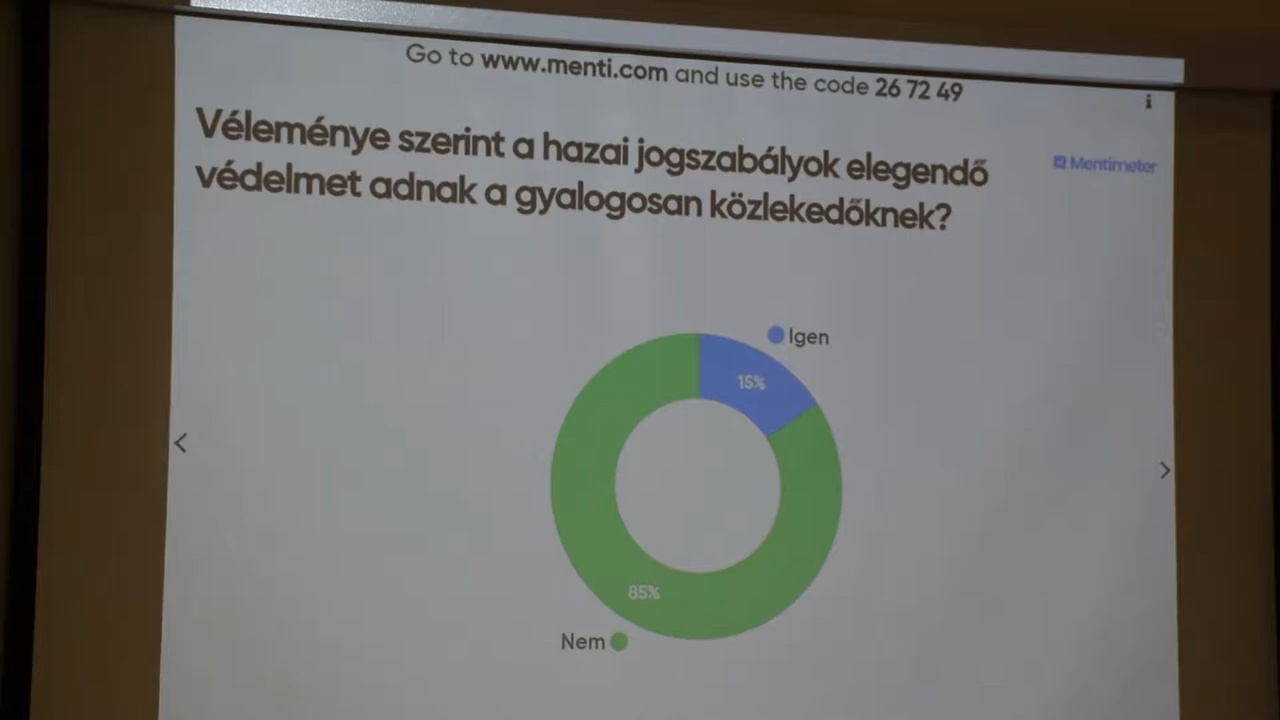 Go to www.menti.com and use the code 26 72 49
i
Mentimeter
Véleménye szerint a hazai jogszabályok elegendő
védelmet adnak a gyalogosan közlekedőknek?
Igen
15%
85%
Nem